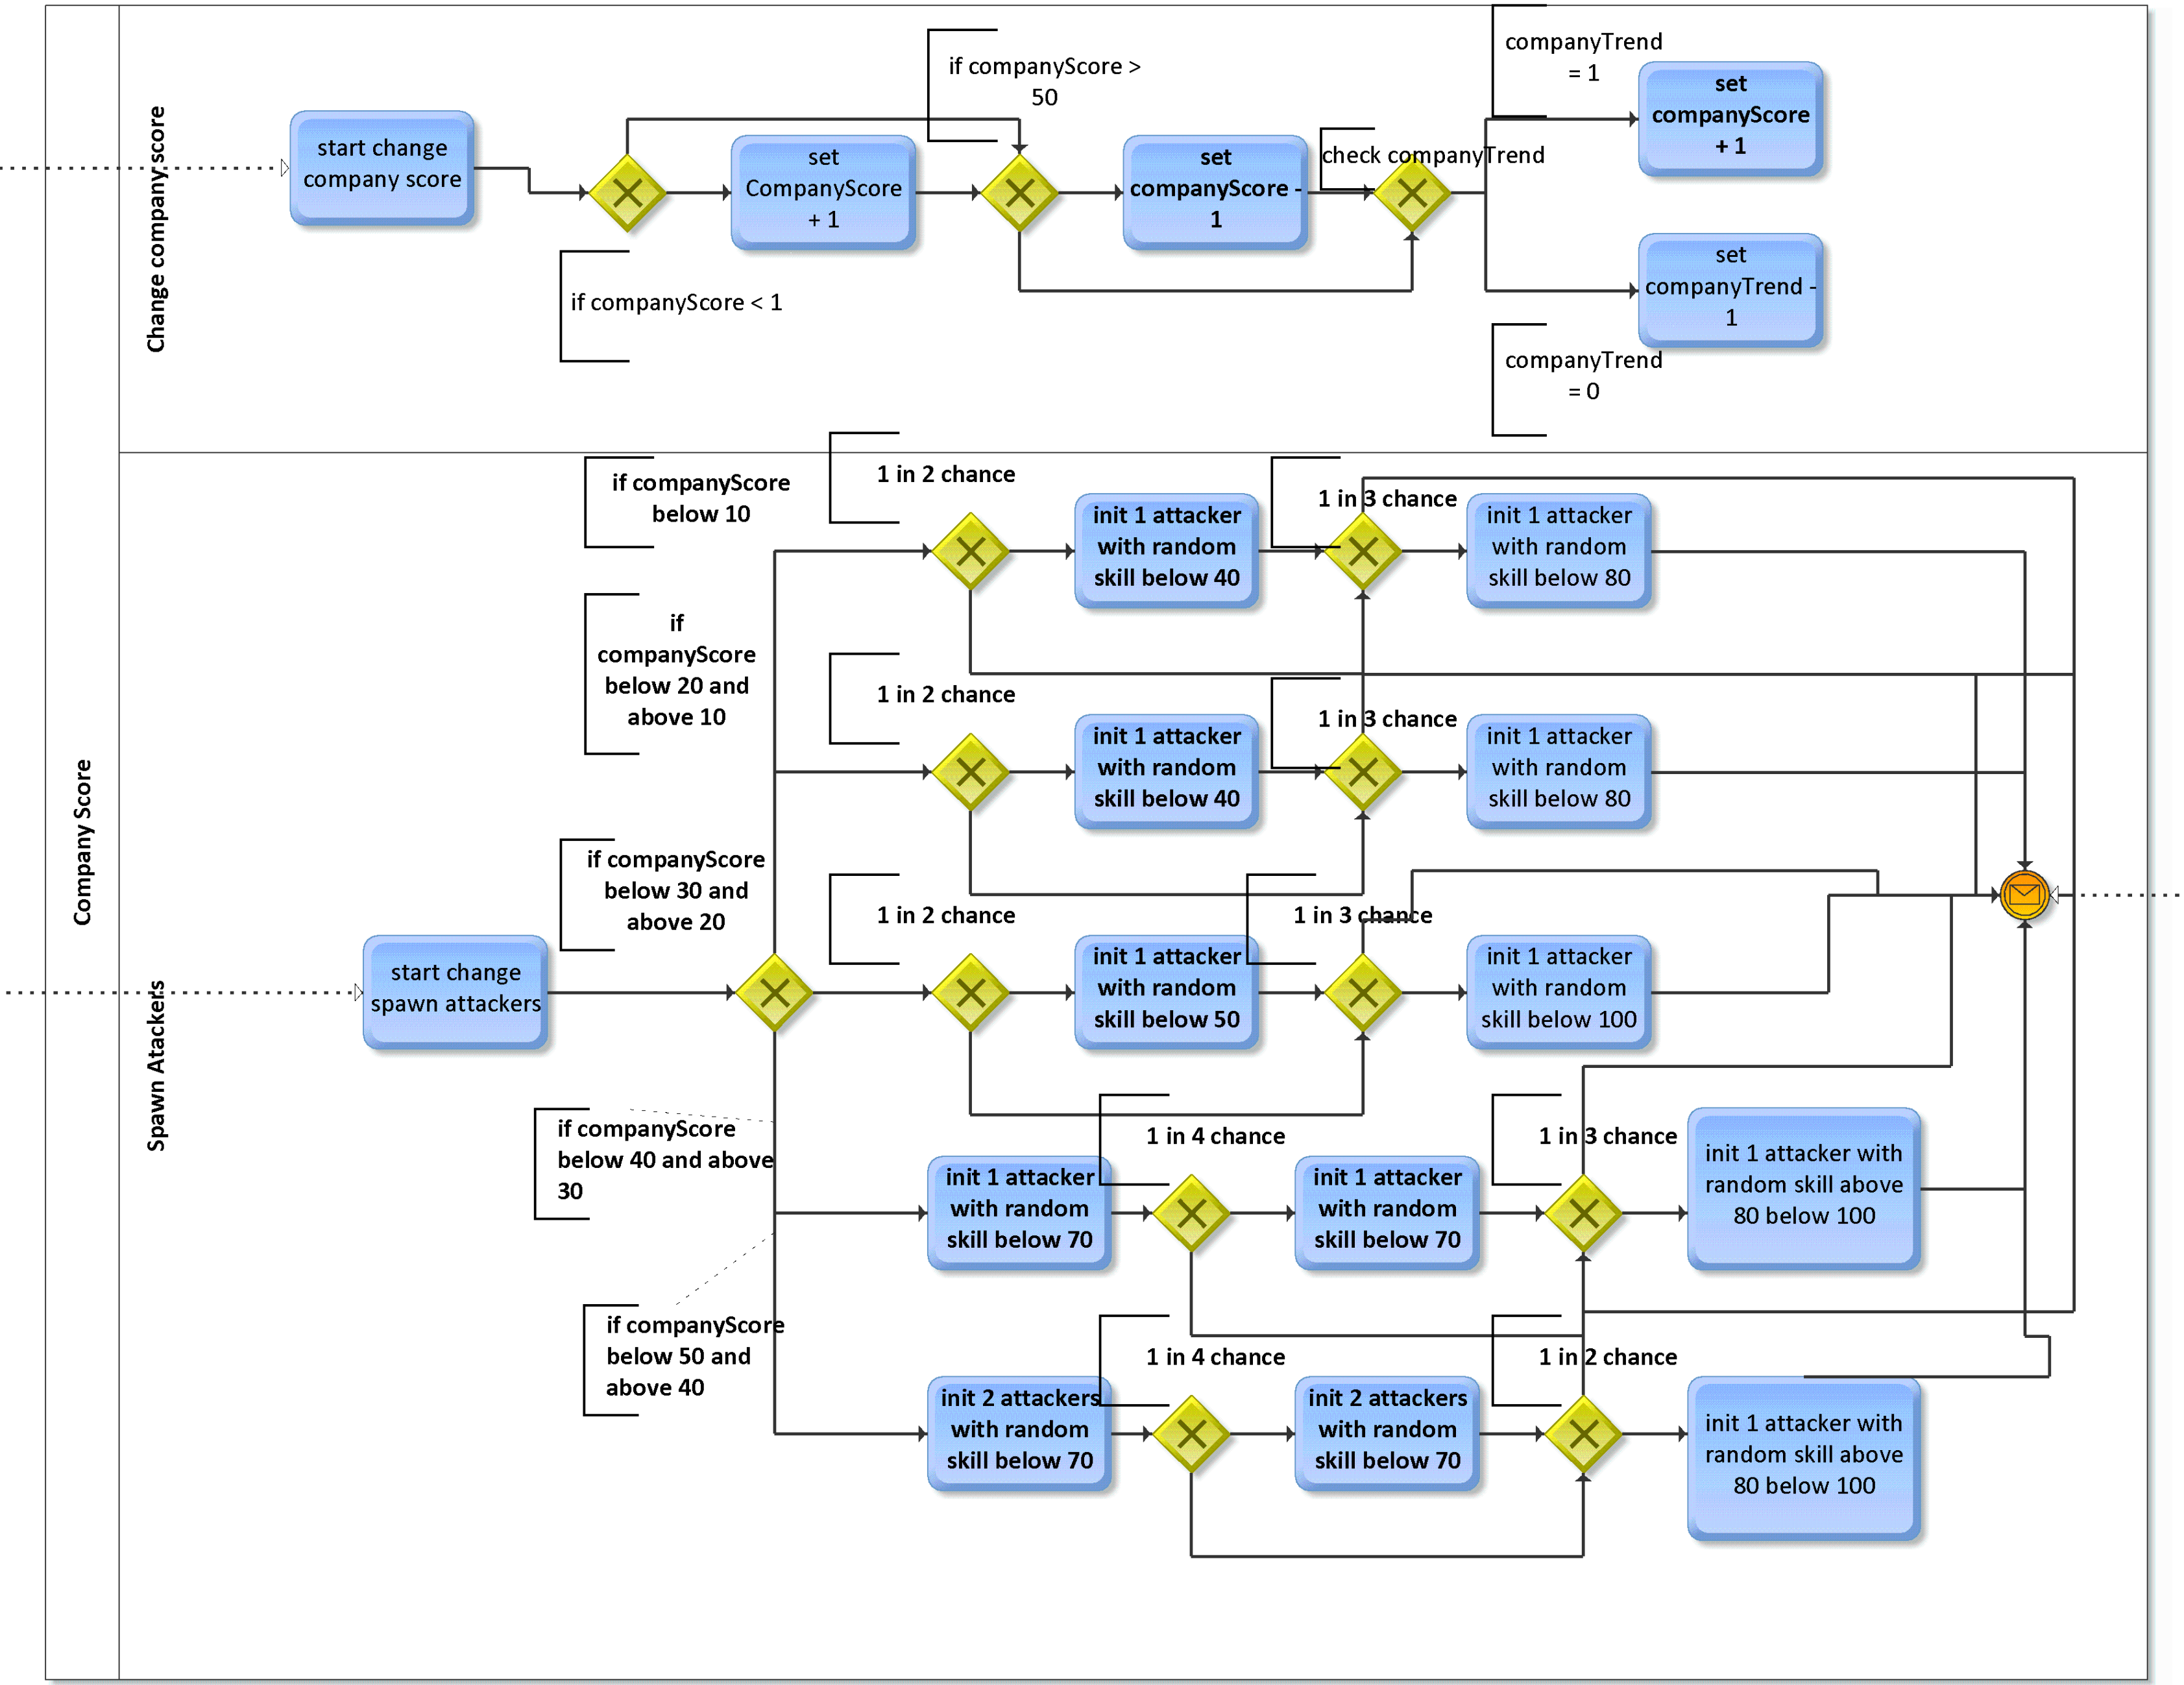 Company Score
Change company score
start change
company score
if companyScore < 1
set
CompanyScore
+ 1
if companyScore >
50
set
companyScore -
1
check companyTrend
companyTrend
= 1
set
companyScore
+ 1
set
companyTrend -
1
companyTrend
= 0
Spawn Atackers
start change
spawn attackers
if companyScore
below 10
1 in 2 chance
init 1 attacker
with random
skill below 40
1 in 3 chance
init 1 attacker
with random
skill below 80
if
companyScore
below 20 and
above 10
1 in 2 chance
init 1 attacker
with random
skill below 40
1 in 3 chance
init 1 attacker
with random
skill below 80
if companyScore
below 30 and
above 20
1 in 2 chance
init 1 attacker
with random
skill below 50
1 in 3 chance
init 1 attacker
with random
skill below 100
if companyScore
below 40 and above
30
init 1 attacker
with random
skill below 70
1 in 4 chance
init 1 attacker
with random
skill below 70
1 in 3 chance
init 1 attacker with
random skill above
80 below 100
if companyScore
below 50 and
above 40
init 2 attackers
with random
skill below 70
1 in 4 chance
init 2 attackers
with random
skill below 70
1 in 2 chance
init 1 attacker with
random skill above
80 below 100